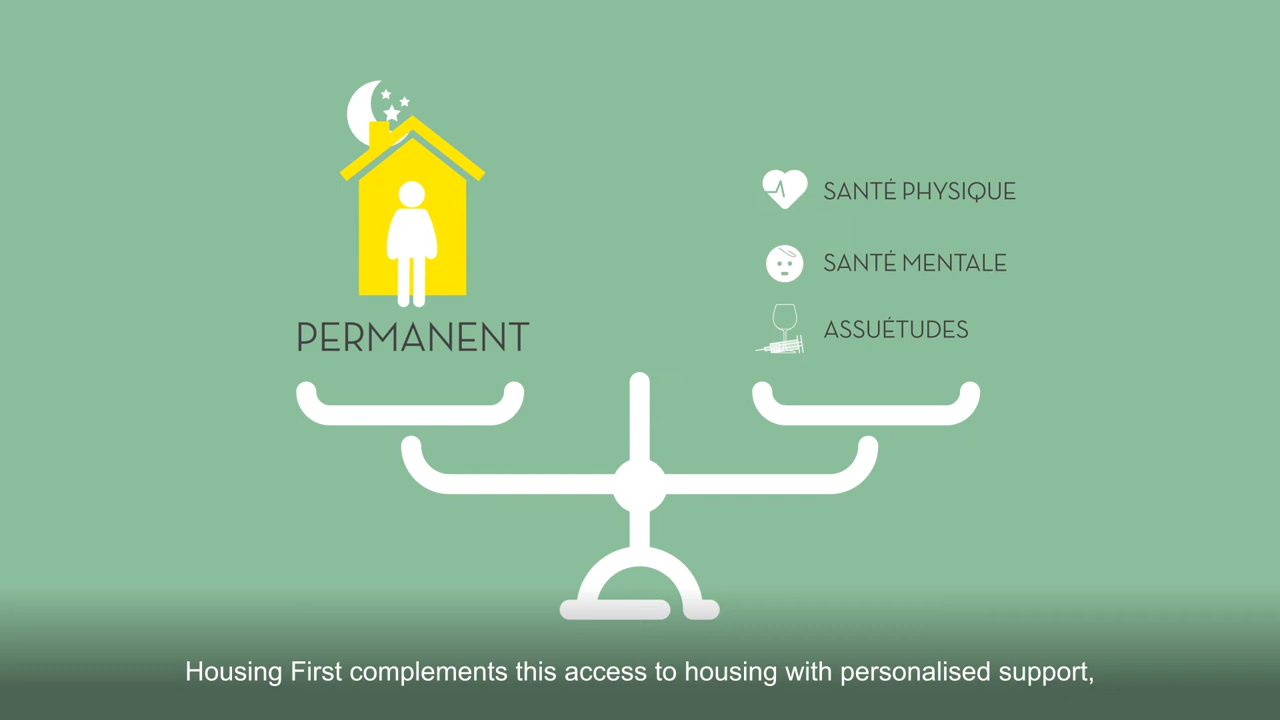 SANTÉ PHYSIQUE
SANTÉ MENTALE
ASSUÉTUDES
PERMANENT
Housing First complements this access to housing with personalised support,